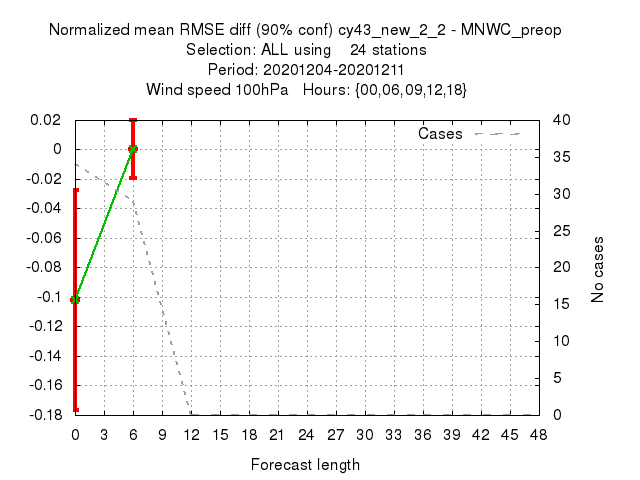 Normalized mean RMSE diff (90% conf) cy43_new_2_2 - MNWC_preop
Selection: ALL using 24 stations
Period: 20201204-20201211
Wind speed 100hPa Hours: {00,06,09,12,18}
Cases
0.02
0
-0.02
-0.04
-0.06
-0.08
-0.1
-0.12
-0.14
-0.16
-0.18
40
35
30
25
20
15
10
5
0
No cases
0 3 6 9 12 15 18 21 24 27 30 33 36 39 42 45 48
Forecast length